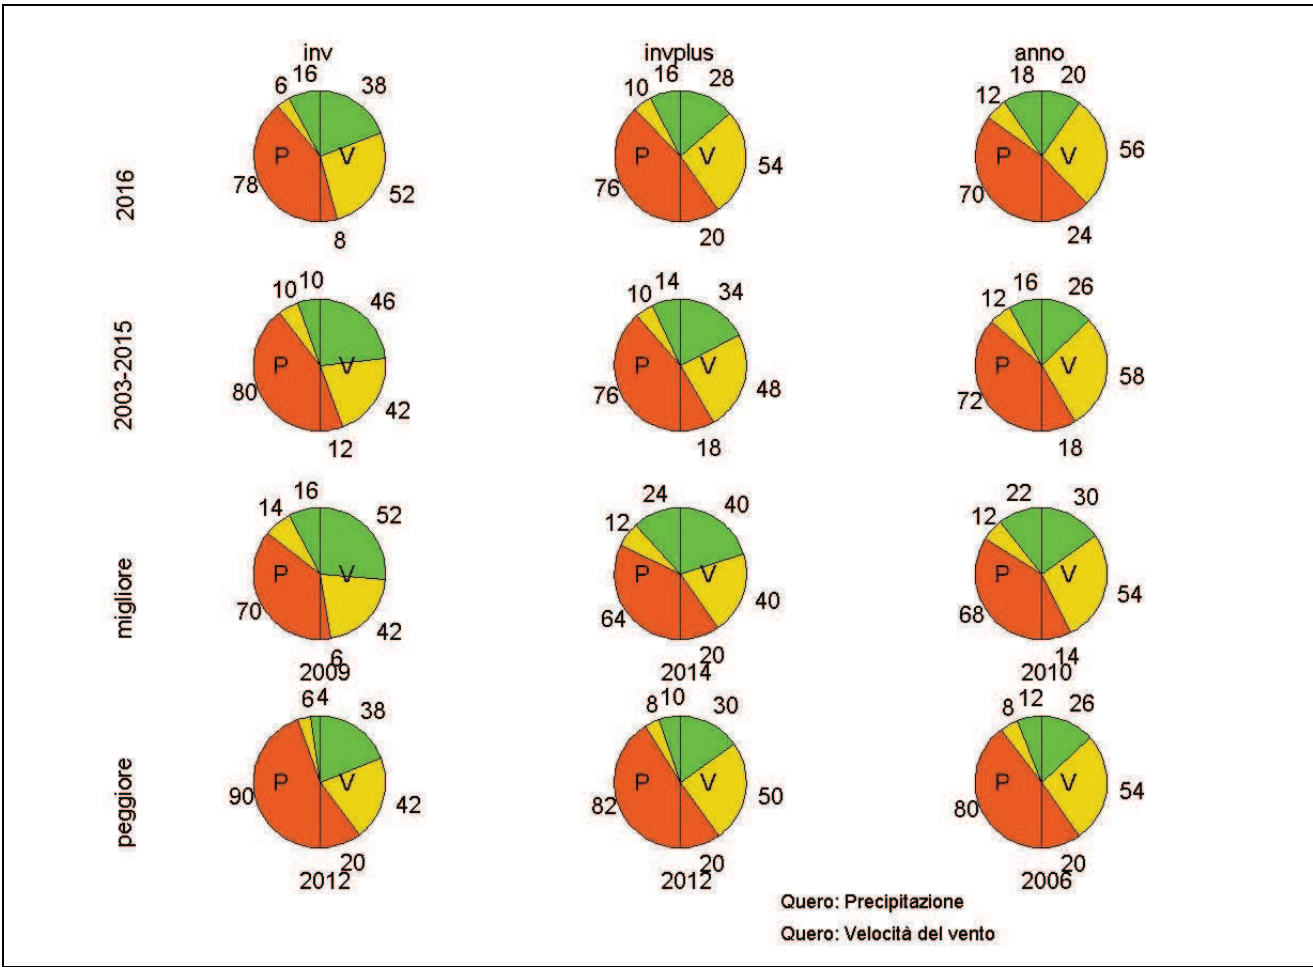 inv invplus anno
6 16 38 10 16 28 12 18 20
P V P V P V
2016 78 52 76 54 70 56
8 20 24
10 10 46 10 14 34 12 16 26
P V P V P V
2003-2015 80 42 76 48 72 58
12 18 18
14 16 52 12 24 40 12 22 30
P V P V P V
migliore 70 42 64 40 68 54
6 20 14
2009 2014 2010
6 4 38 8 10 30 8 12 26
P V P V P V
peggiore 90 42 82 50 80 54
20 20 20
2012 2012 2006
Quero: Precipitazione
Quero: Velocità del vento